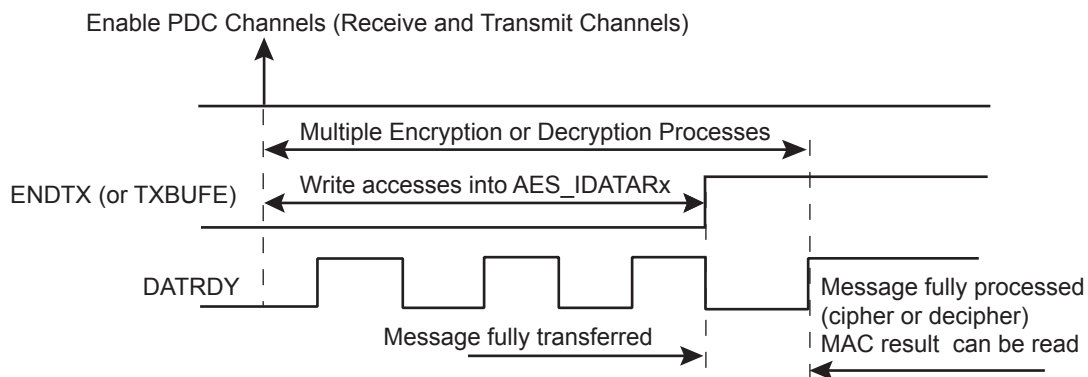 Enable PDC Channels (Receive and Transmit Channels)
Multiple Encryption or Decryption Processes
ENDTX (or TXBUFE)
Write accesses into AES_IDATARx
DATRDY
Message fully transferred
Message fully processed
(cipher or decipher)
MAC result can be read